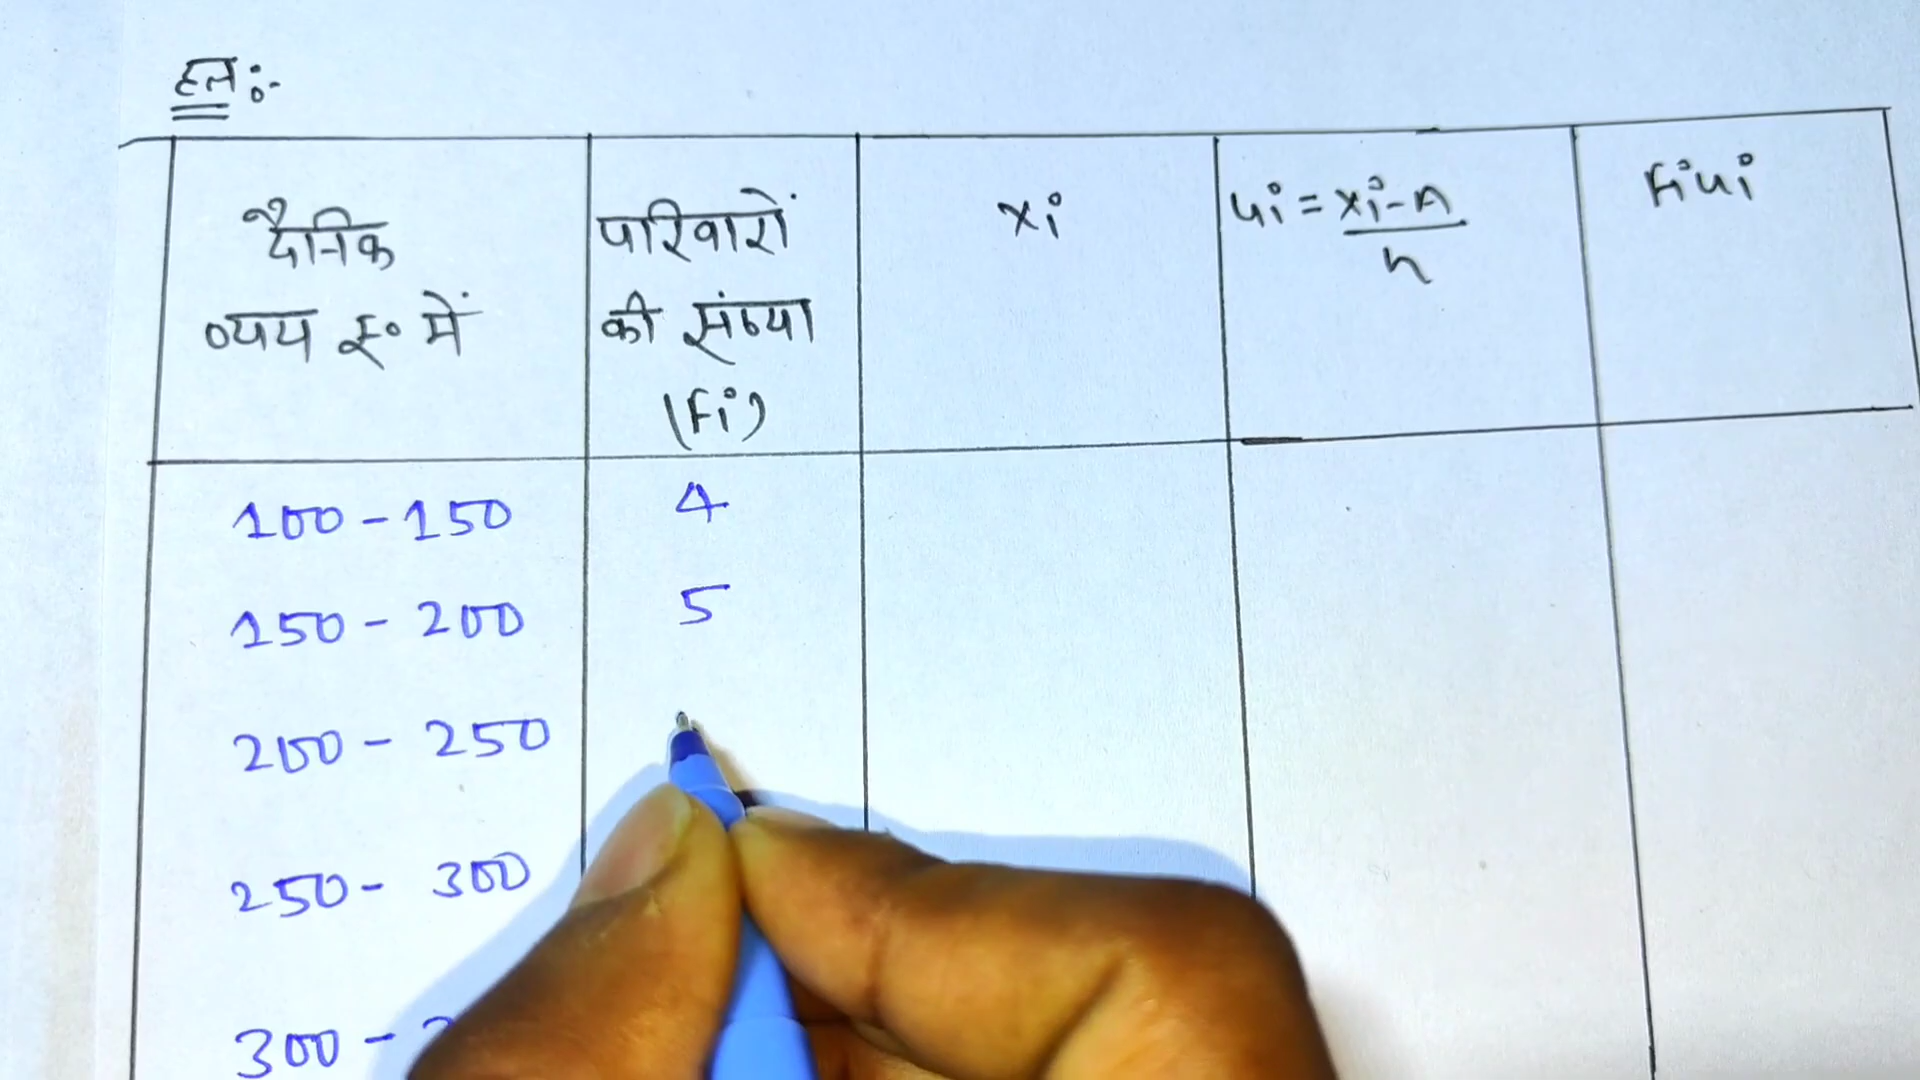 हल :-
दैनिक
व्यय रु० में
परिवारों
की संख्या
(Fi)
xi
ui = xi-A
h
Fiui
100-150 4
150-200 5
200-250
250-300
300-